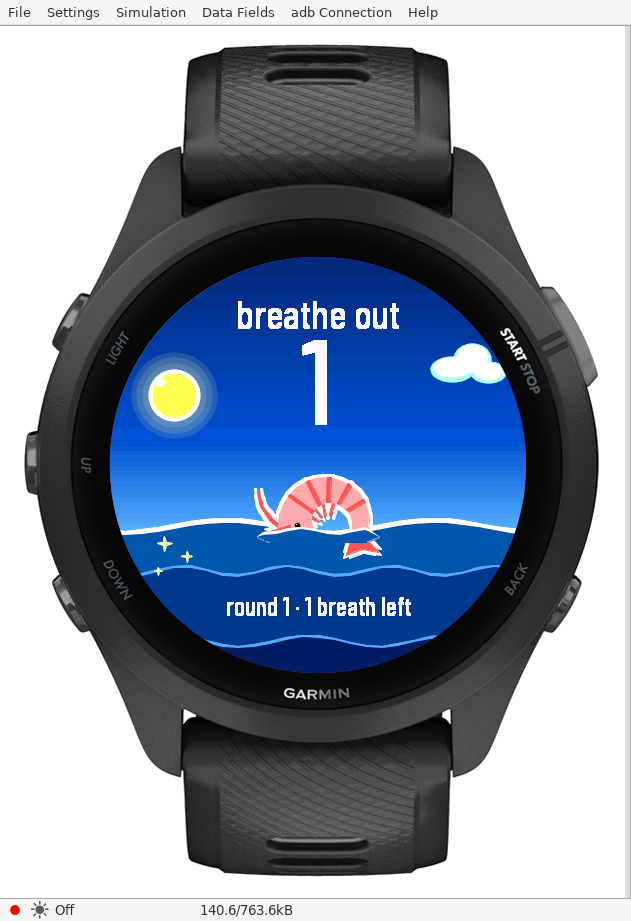 File Settings Simulation Data Fields adb Connection Help
breathe out
1
START STOP
LIGHT
UP
DOWN
BACK
round 1 · 1 breath left
GARMIN
Off 140.6/763.6kB